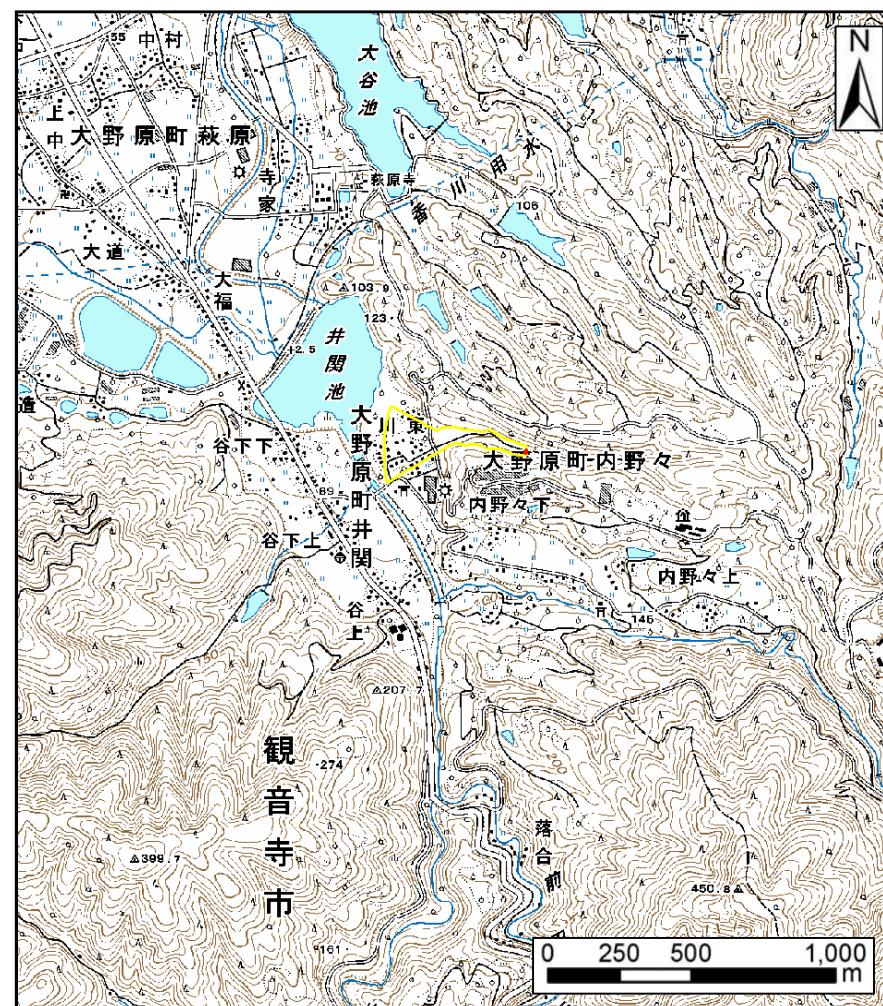 55
中村
大谷池
N
上中
大野原町萩原
寺家
萩原寺
香川用水
106
大道
大福
103.9
123
井関池
42.5
川東
大野原町井関
谷下下
大野原町内野々
89
内野々下
谷下上
内野々上
谷上
146
207.7
観音寺市
274
399.7
落合前
450.8
161
0 250 500 1,000
m